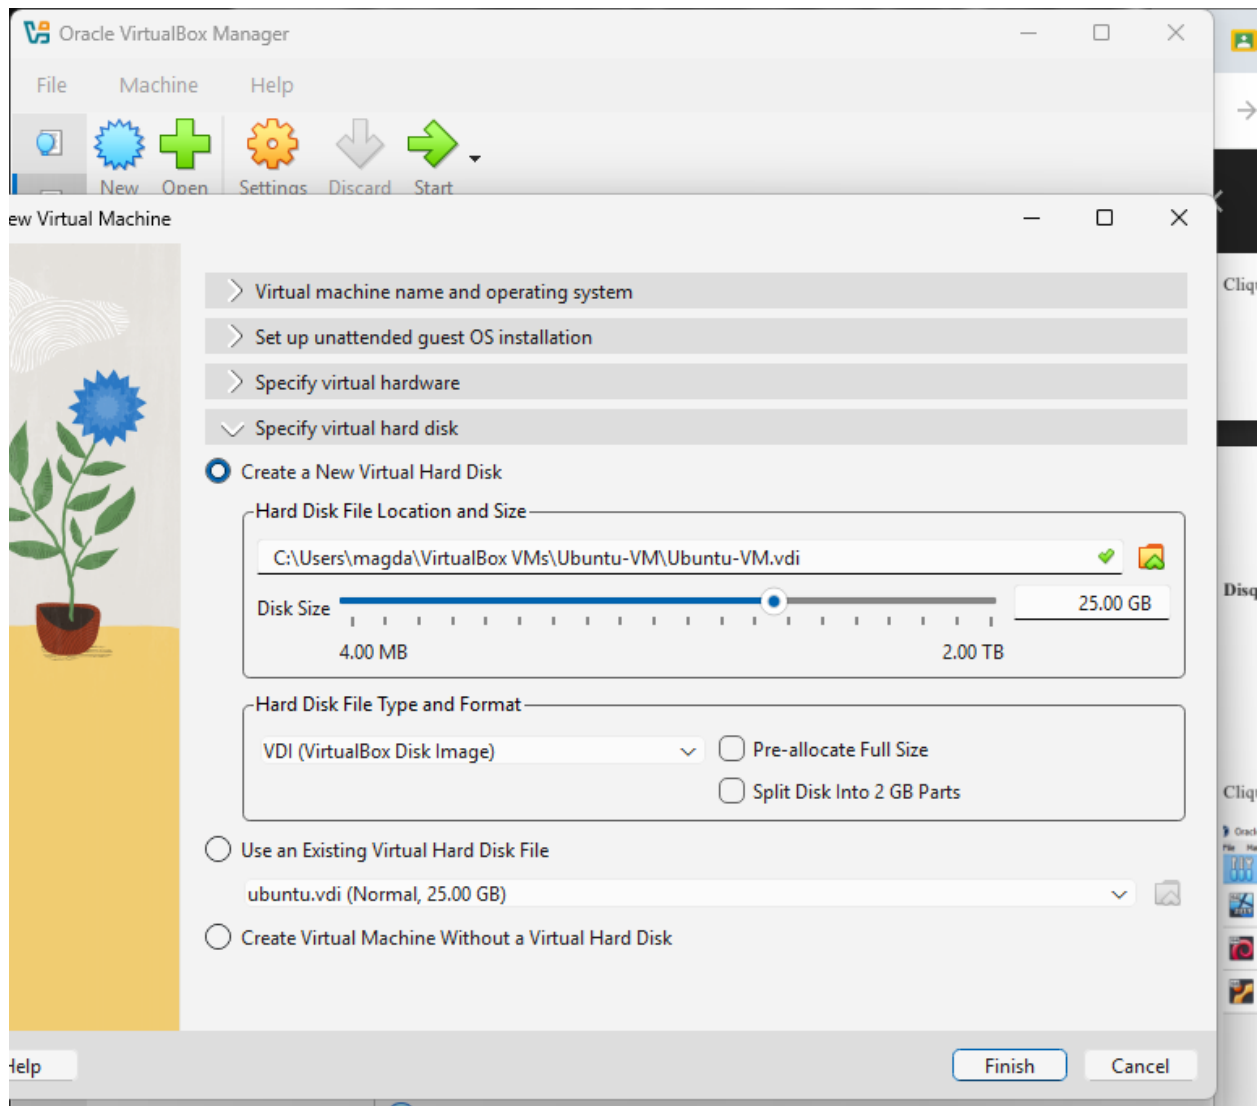 Oracle VirtualBox Manager
File Machine Help
New Open Settings Discard Start
ew Virtual Machine
Virtual machine name and operating system
Set up unattended guest OS installation
Specify virtual hardware
Specify virtual hard disk
Create a New Virtual Hard Disk
Hard Disk File Location and Size
C:\Users\magda\VirtualBox VMs\Ubuntu-VM\Ubuntu-VM.vdi
Disk Size
25.00 GB
4.00 MB 2.00 TB
Hard Disk File Type and Format
VDI (VirtualBox Disk Image)
Pre-allocate Full Size
Split Disk Into 2 GB Parts
Use an Existing Virtual Hard Disk File
ubuntu.vdi (Normal, 25.00 GB)
Create Virtual Machine Without a Virtual Hard Disk
Help
Finish Cancel
Cliqu
Disq
Cliqu